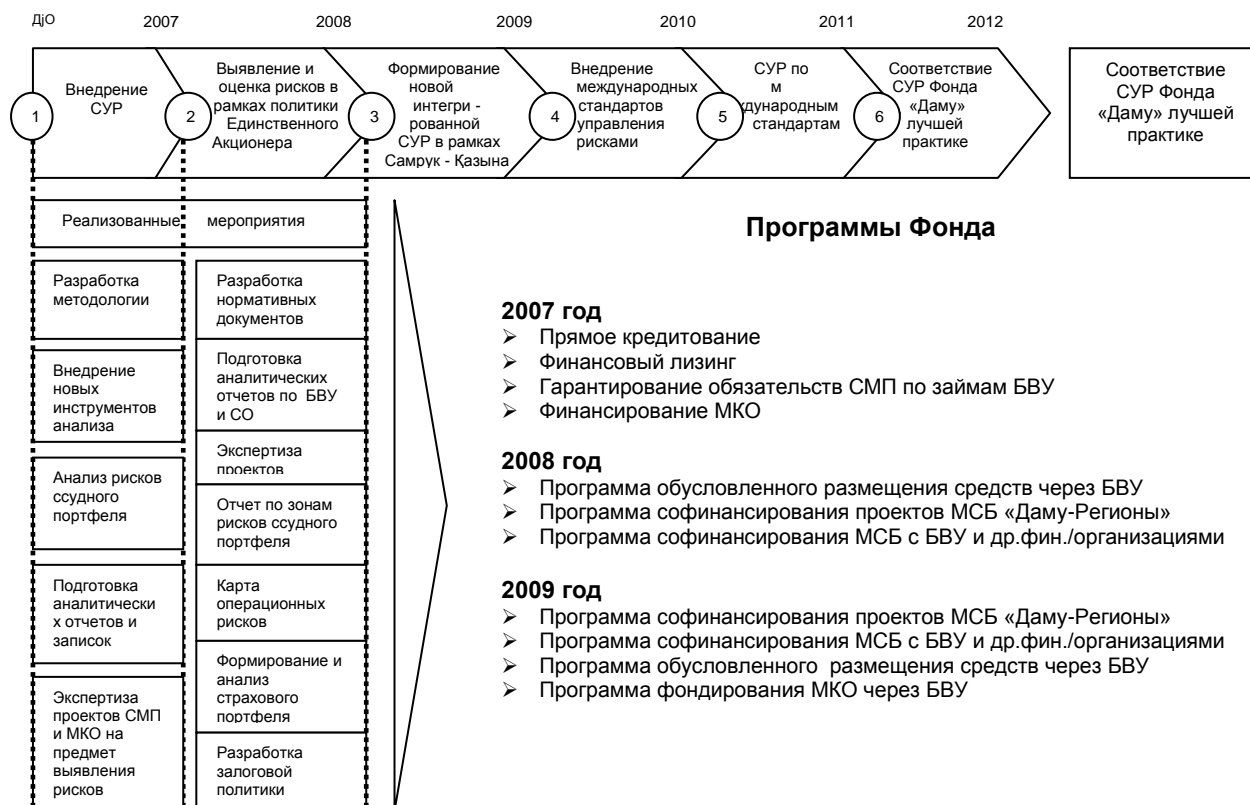 ДјО 2007 2008 2009 2010 2011 2012
1
Внедрение
СУР
2
Выявление и
оценка рисков в
рамках политики
Единственного
Акционера
3
Формирование
новой
интегри -
рованной
СУР в рамках
Самрук - Қазына
4
Внедрение
международных
стандартов
управления
рисками
5
СУР по
м
дународным
стандартам
6
Соответствие
СУР Фонда
«Даму»
лучшей
практике
Соответствие
СУР Фонда
«Даму» лучшей
практике
Реализованные мероприятия
Разработка
методологии
Внедрение
новых
инструментов
анализа
Анализ рисков
ссудного
портфеля
Подготовка
аналитически
х отчетов и
записок
Экспертиза
проектов СМП
и МКО на
предмет
выявления
рисков
Разработка
нормативных
документов
Подготовка
аналитических
отчетов по БВУ
и СО
Экспертиза
проектов
Отчет по зонам
рисков ссудного
портфеля
Карта
операционных
рисков
Формирование и
анализ
страхового
портфеля
Разработка
залоговой
политики
Программы Фонда
2007 год
➢ Прямое кредитование
➢ Финансовый лизинг
➢ Гарантирование обязательств СМП по займам БВУ
➢ Финансирование МКО
2008 год
➢ Программа обусловленного размещения средств через БВУ
➢ Программа софинансирования проектов МСБ «Даму-Регионы»
➢ Программа софинансирования МСБ с БВУ и др.фин./организациями
2009 год
➢ Программа софинансирования проектов МСБ «Даму-Регионы»
➢ Программа софинансирования МСБ с БВУ и др.фин./организациями
➢ Программа обусловленного размещения средств через БВУ
➢ Программа фондирования МКО через БВУ